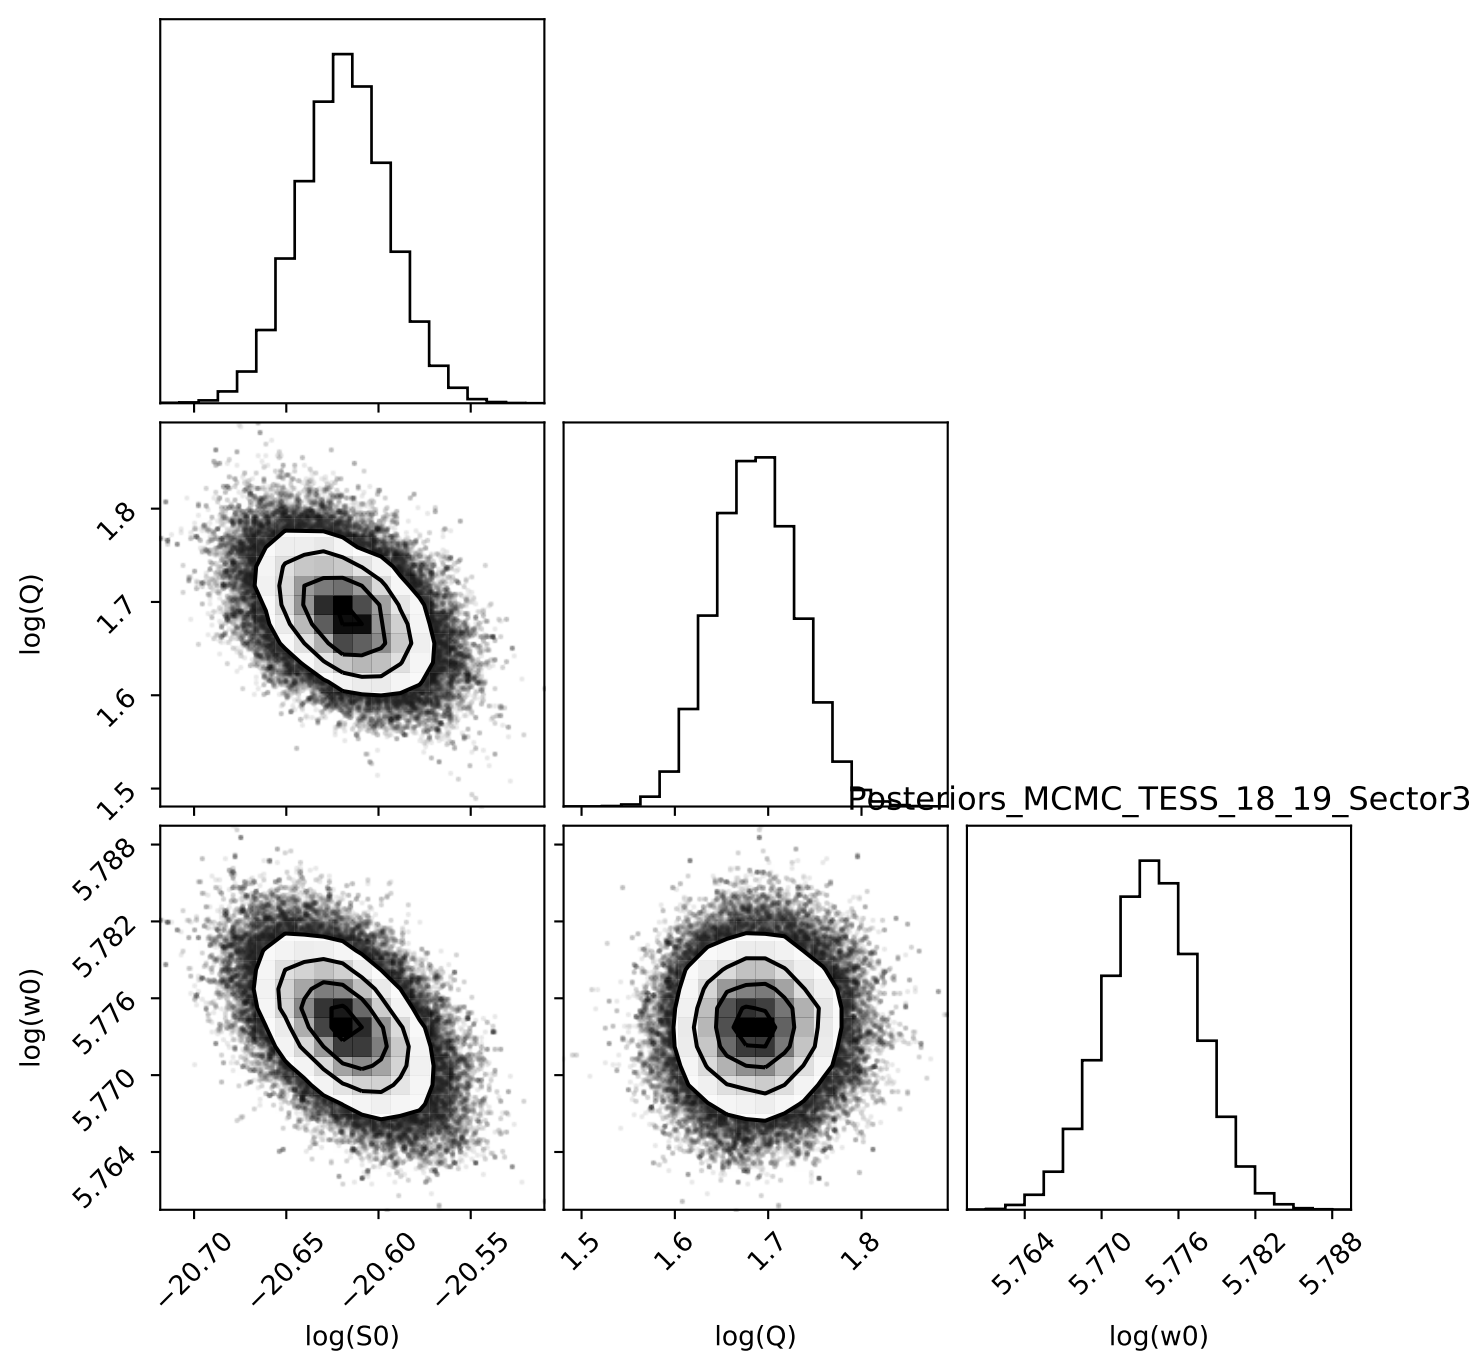 1.8
1.7
1.6
1.5
log(Q)
Posteriors_MCMC_TESS_18_19_Sector3
5.788
5.782
5.776
5.770
5.764
log(w0)
−20.70 −20.65 −20.60 −20.55 1.5 1.6 1.7 1.8 5.764 5.770 5.776 5.782 5.788
log(S0) log(Q) log(w0)